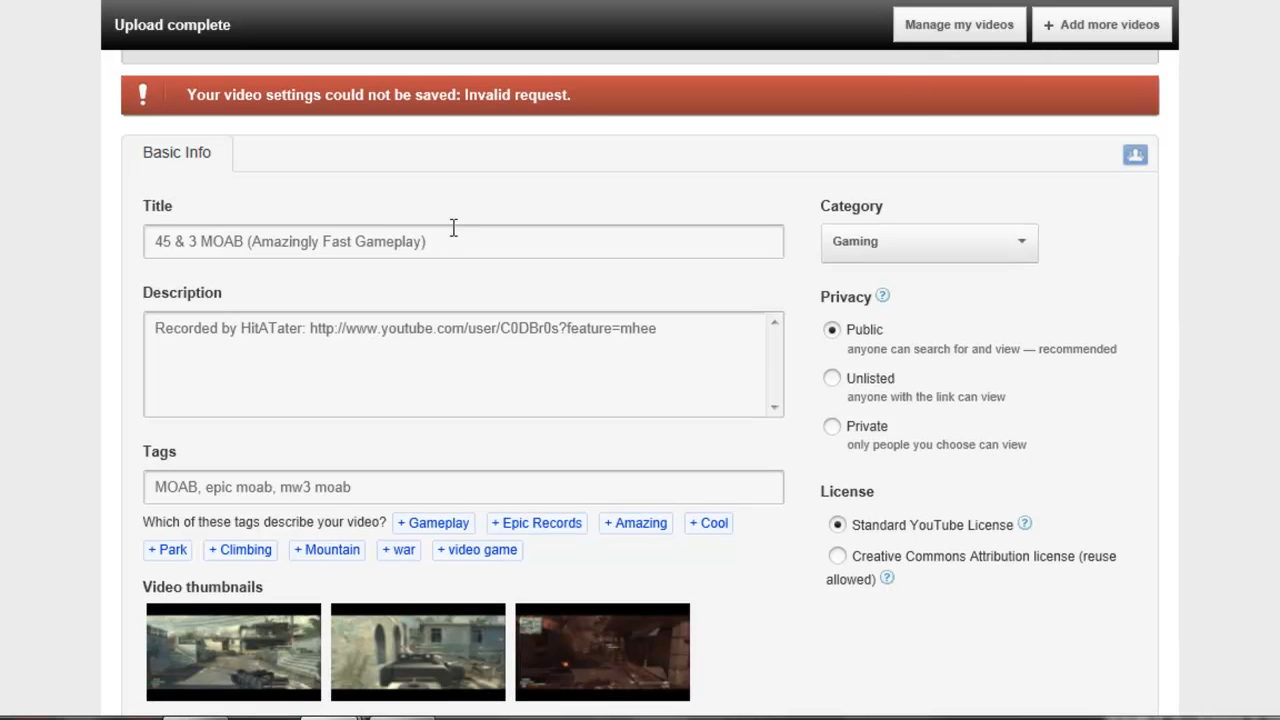 Upload complete
Manage my videos
+ Add more videos
! Your video settings could not be saved: Invalid request.
Basic Info
Title
45 & 3 MOAB (Amazingly Fast Gameplay)
Description
Recorded by HitATater: http://www.youtube.com/user/C0DBr0s?feature=mhee
Tags
MOAB, epic moab, mw3 moab
Which of these tags describe your video? + Gameplay + Epic Records + Amazing + Cool
+ Park + Climbing + Mountain + war + video game
Video thumbnails
Category
Gaming
Privacy ?
Public
anyone can search for and view — recommended
Unlisted
anyone with the link can view
Private
only people you choose can view
License
Standard YouTube License ?
Creative Commons Attribution license (reuse
allowed) ?